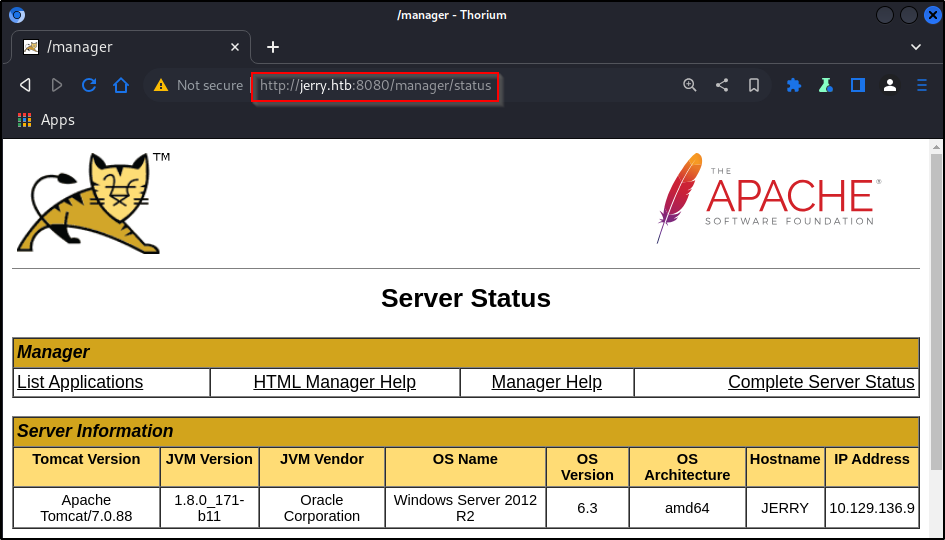 /manager - Thorium
/manager
Not secure
http://jerry.htb:8080/manager/status
Apps
TM
THE
APACHE®
SOFTWARE FOUNDATION
Server Status
Manager
List Applications HTML Manager Help Manager Help Complete Server Status
Server Information
Tomcat Version JVM Version JVM Vendor OS Name OS Version OS Architecture Hostname IP Address
Apache Tomcat/7.0.88 1.8.0_171-b11 Oracle Corporation Windows Server 2012 R2 6.3 amd64 JERRY 10.129.136.9